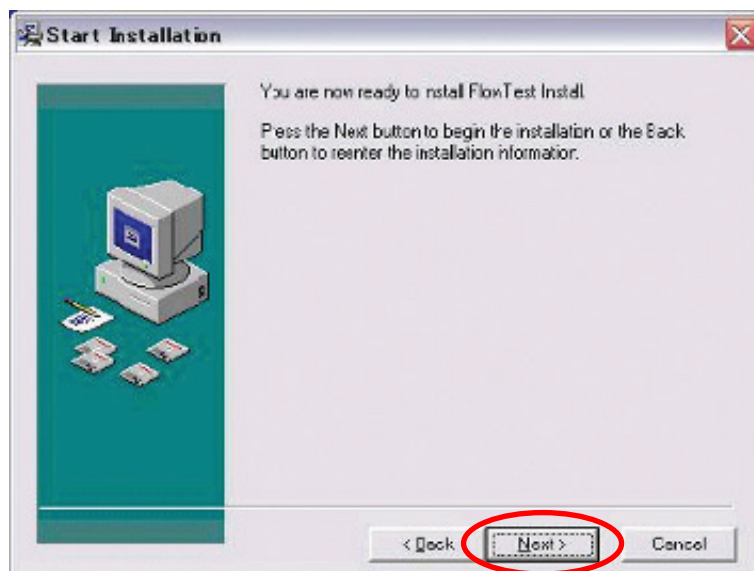 Start Installation
You are now ready to install FlowTest Install.
Press the Next button to begin the installation or the Back
button to reenter the installation information.
< Back
Next >
Cancel